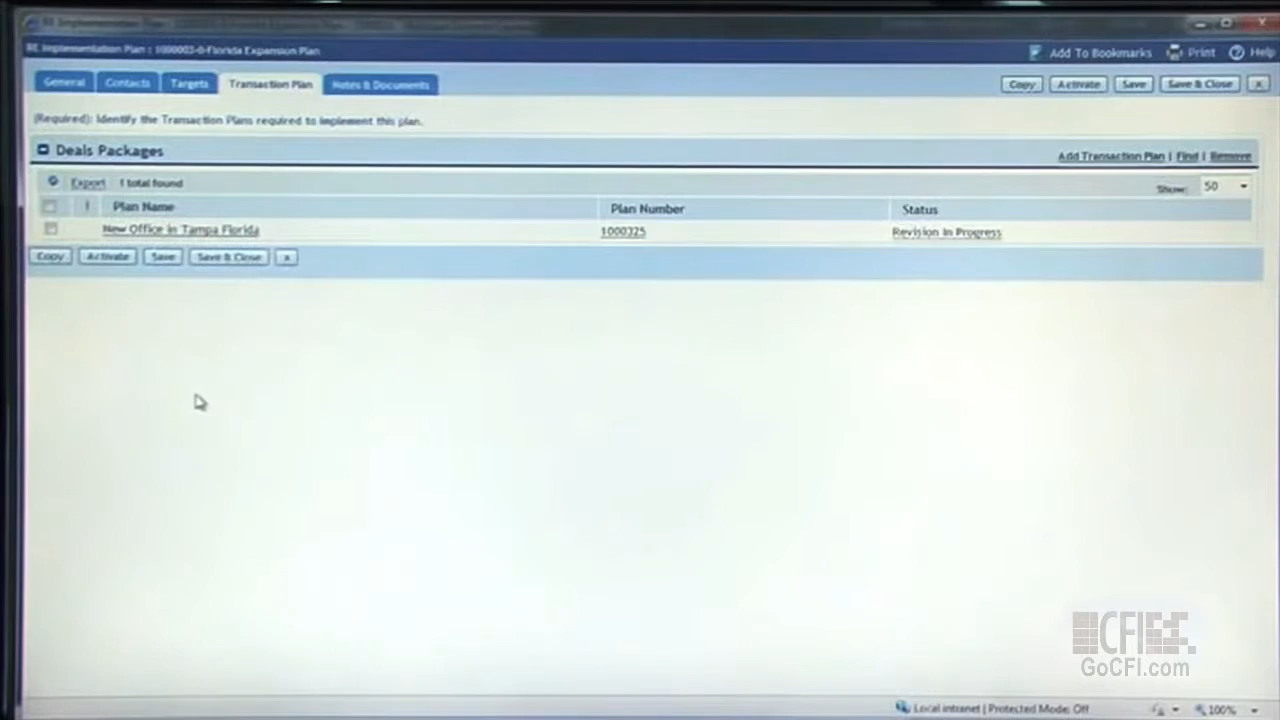 RE Implementation Plan : 1000003-0-Florida Expansion Plan
Add To Bookmarks Print Help
General Contacts Targets Transaction Plan Notes & Documents Copy Activate Save Save & Close x
(Required): Identify the Transaction Plans required to implement this plan.
Deals Packages
Add Transaction Plan | Find | Remove
Export 1 total found Show: 50
! Plan Name Plan Number Status
New Office in Tampa Florida 1000325 Revision In Progress
Copy Activate Save Save & Close x
CFI
GoCFI.com
Local intranet | Protected Mode: Off 100%